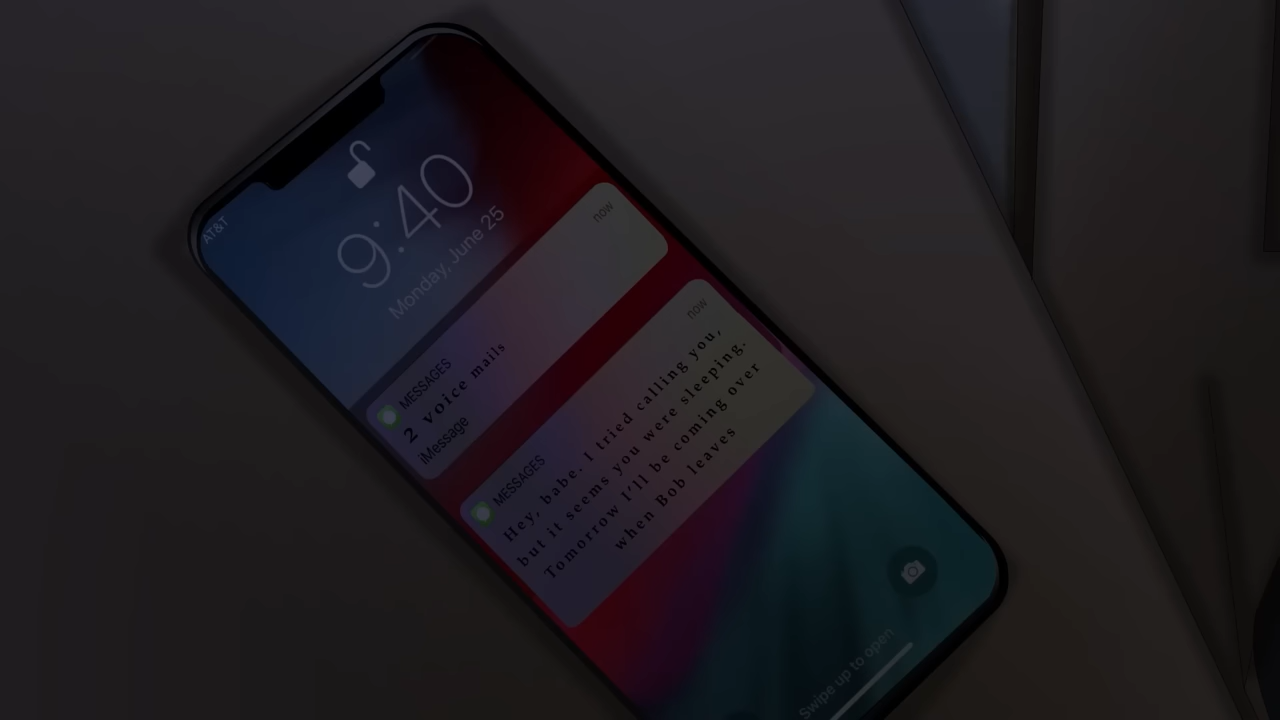 AT&T
9:40
Monday, June 25
MESSAGES
now
2 voice mails
iMessage
MESSAGES
now
Hey, babe. I tried calling you,
but it seems you were sleeping.
Tomorrow I'll be coming over
when Bob leaves
Swipe up to open